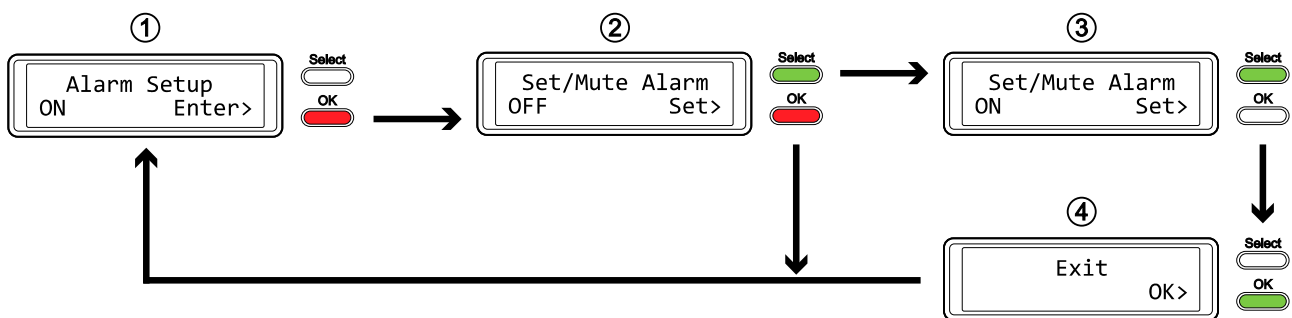 ①
Alarm Setup
ON Enter>
Select
OK
②
Set/Mute Alarm
OFF Set>
Select
OK
③
Set/Mute Alarm
ON Set>
Select
OK
④
Exit
OK>
Select
OK